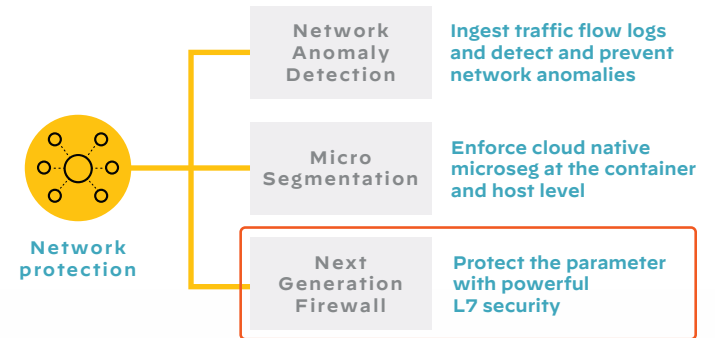 Network
Anomaly
Detection
Ingest traffic flow logs
and detect and prevent
network anomalies
Micro
Segmentation
Enforce cloud native
microseg at the container
and host level
Network
protection
Next
Generation
Firewall
Protect the parameter
with powerful
L7 security